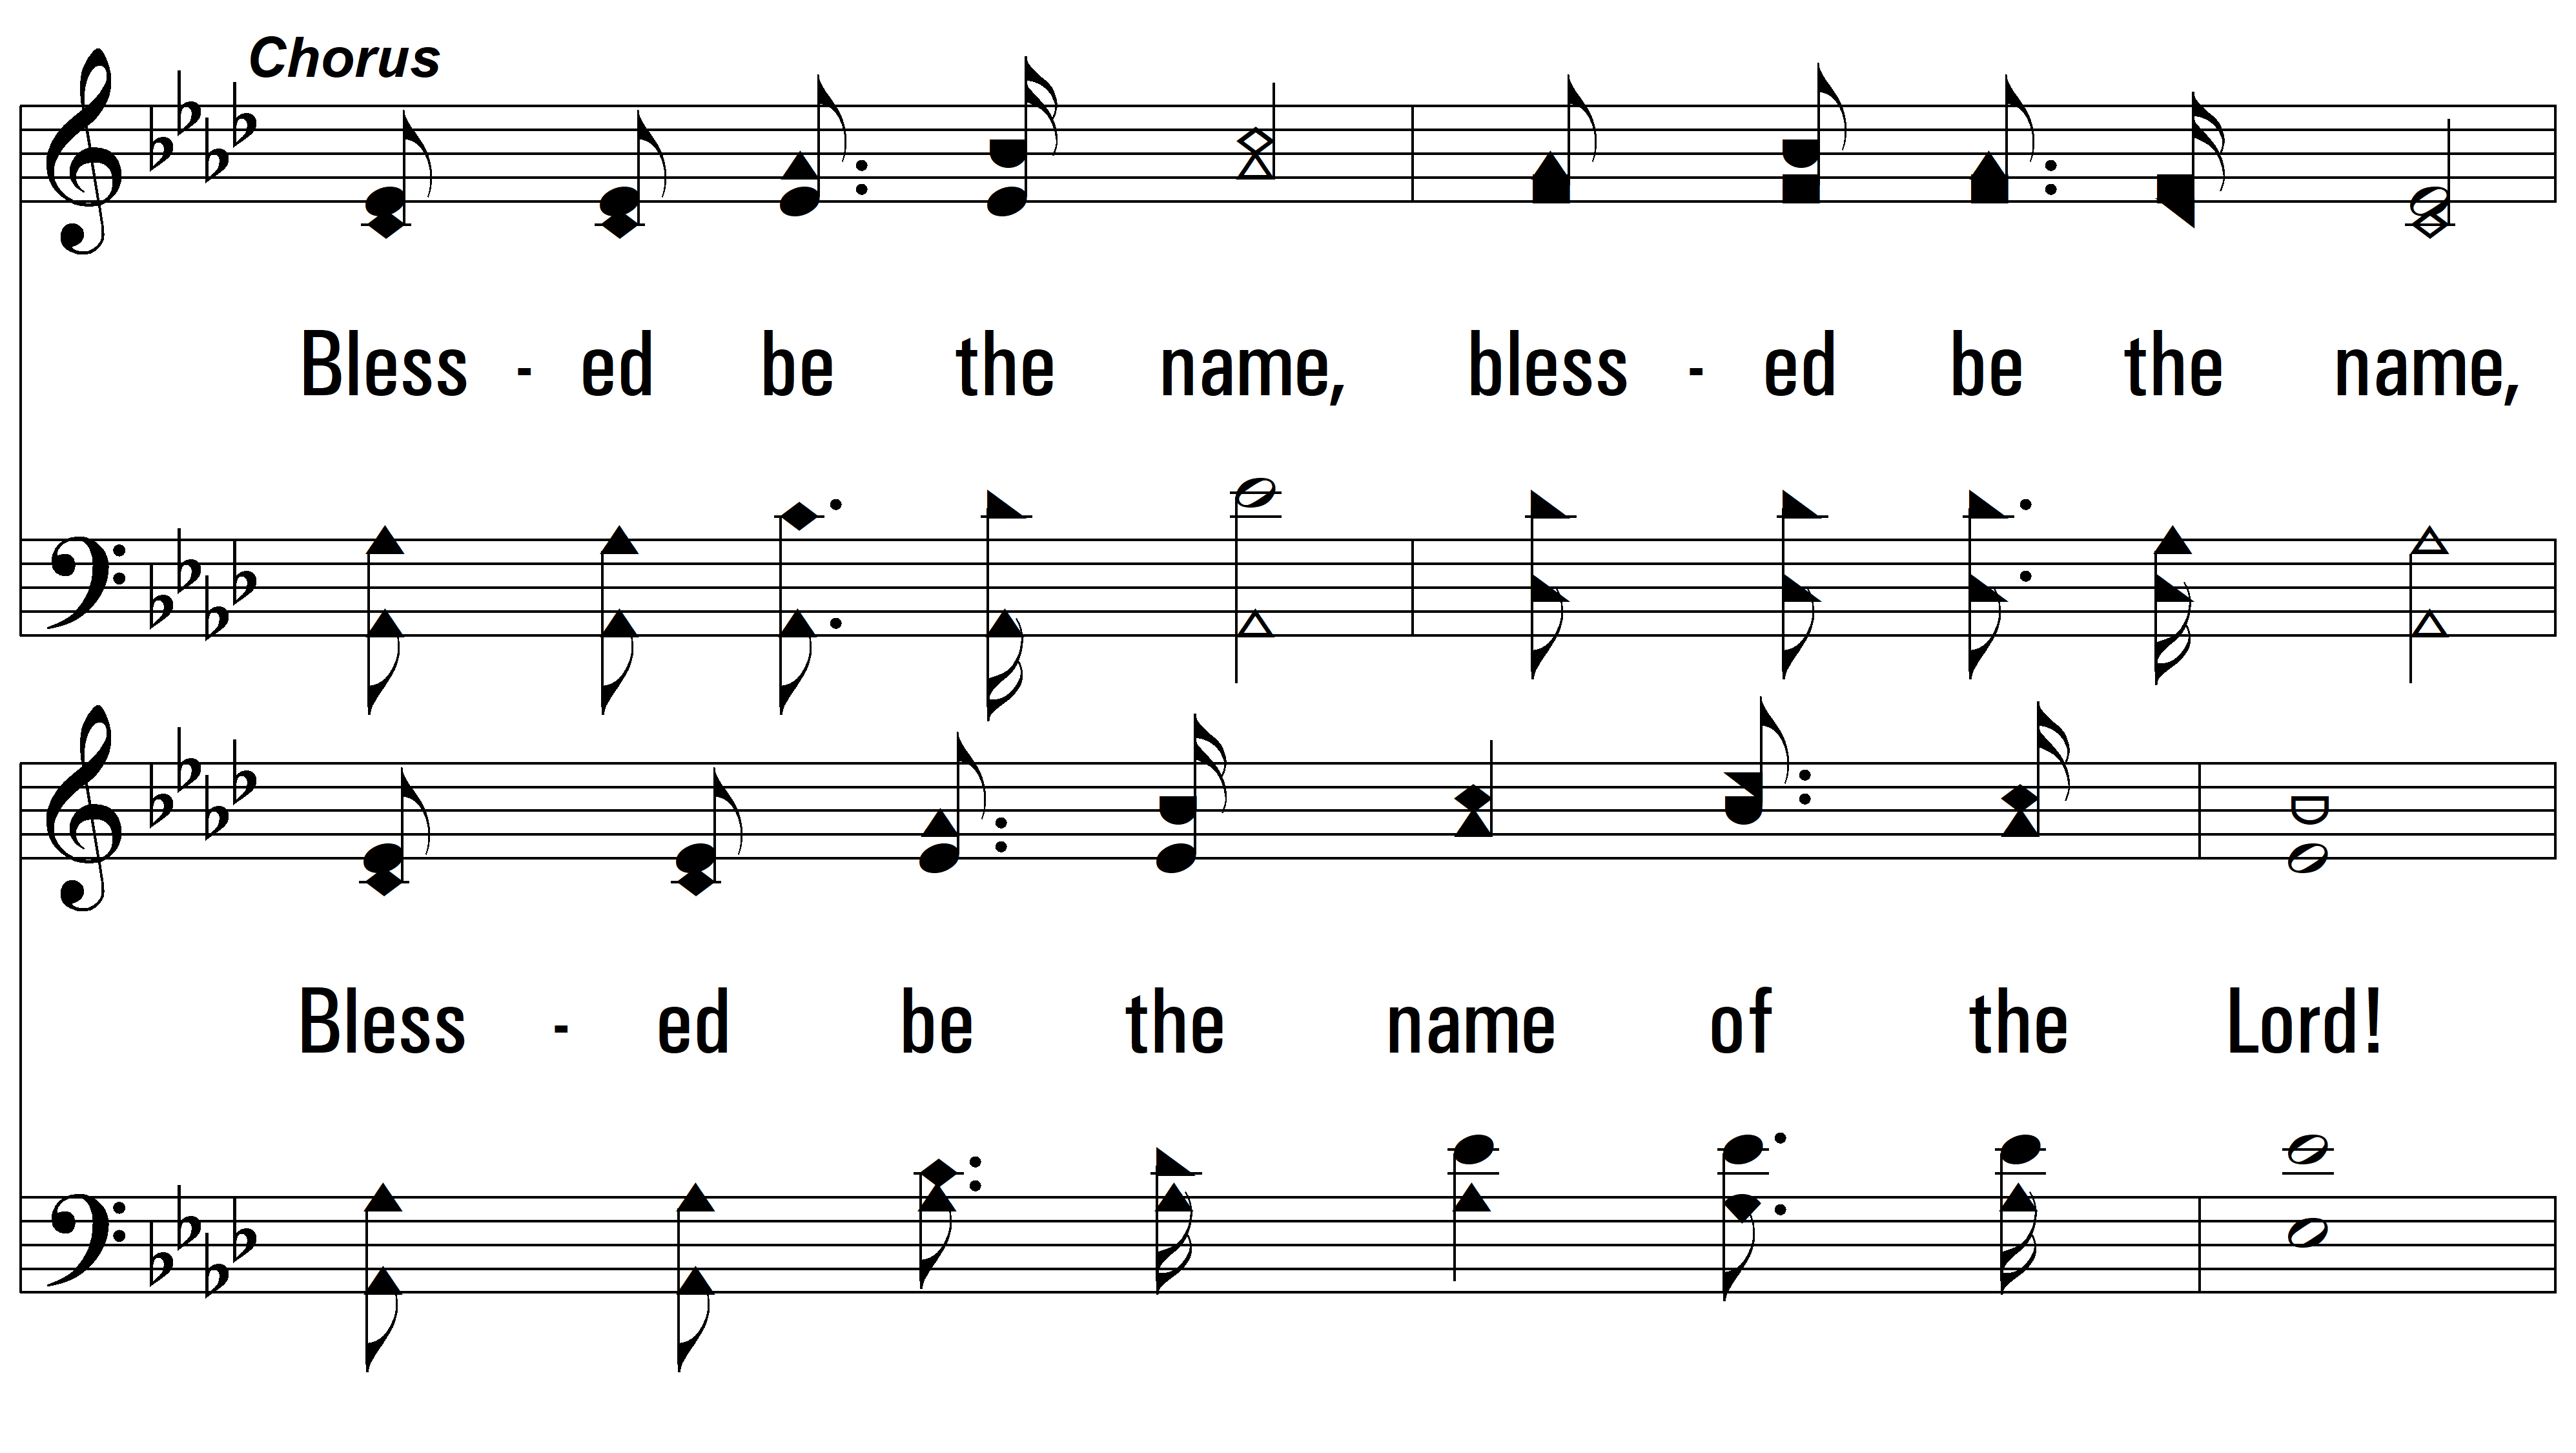 Chorus
Bless - ed be the name, bless - ed be the name,
Bless - ed be the name of the Lord!